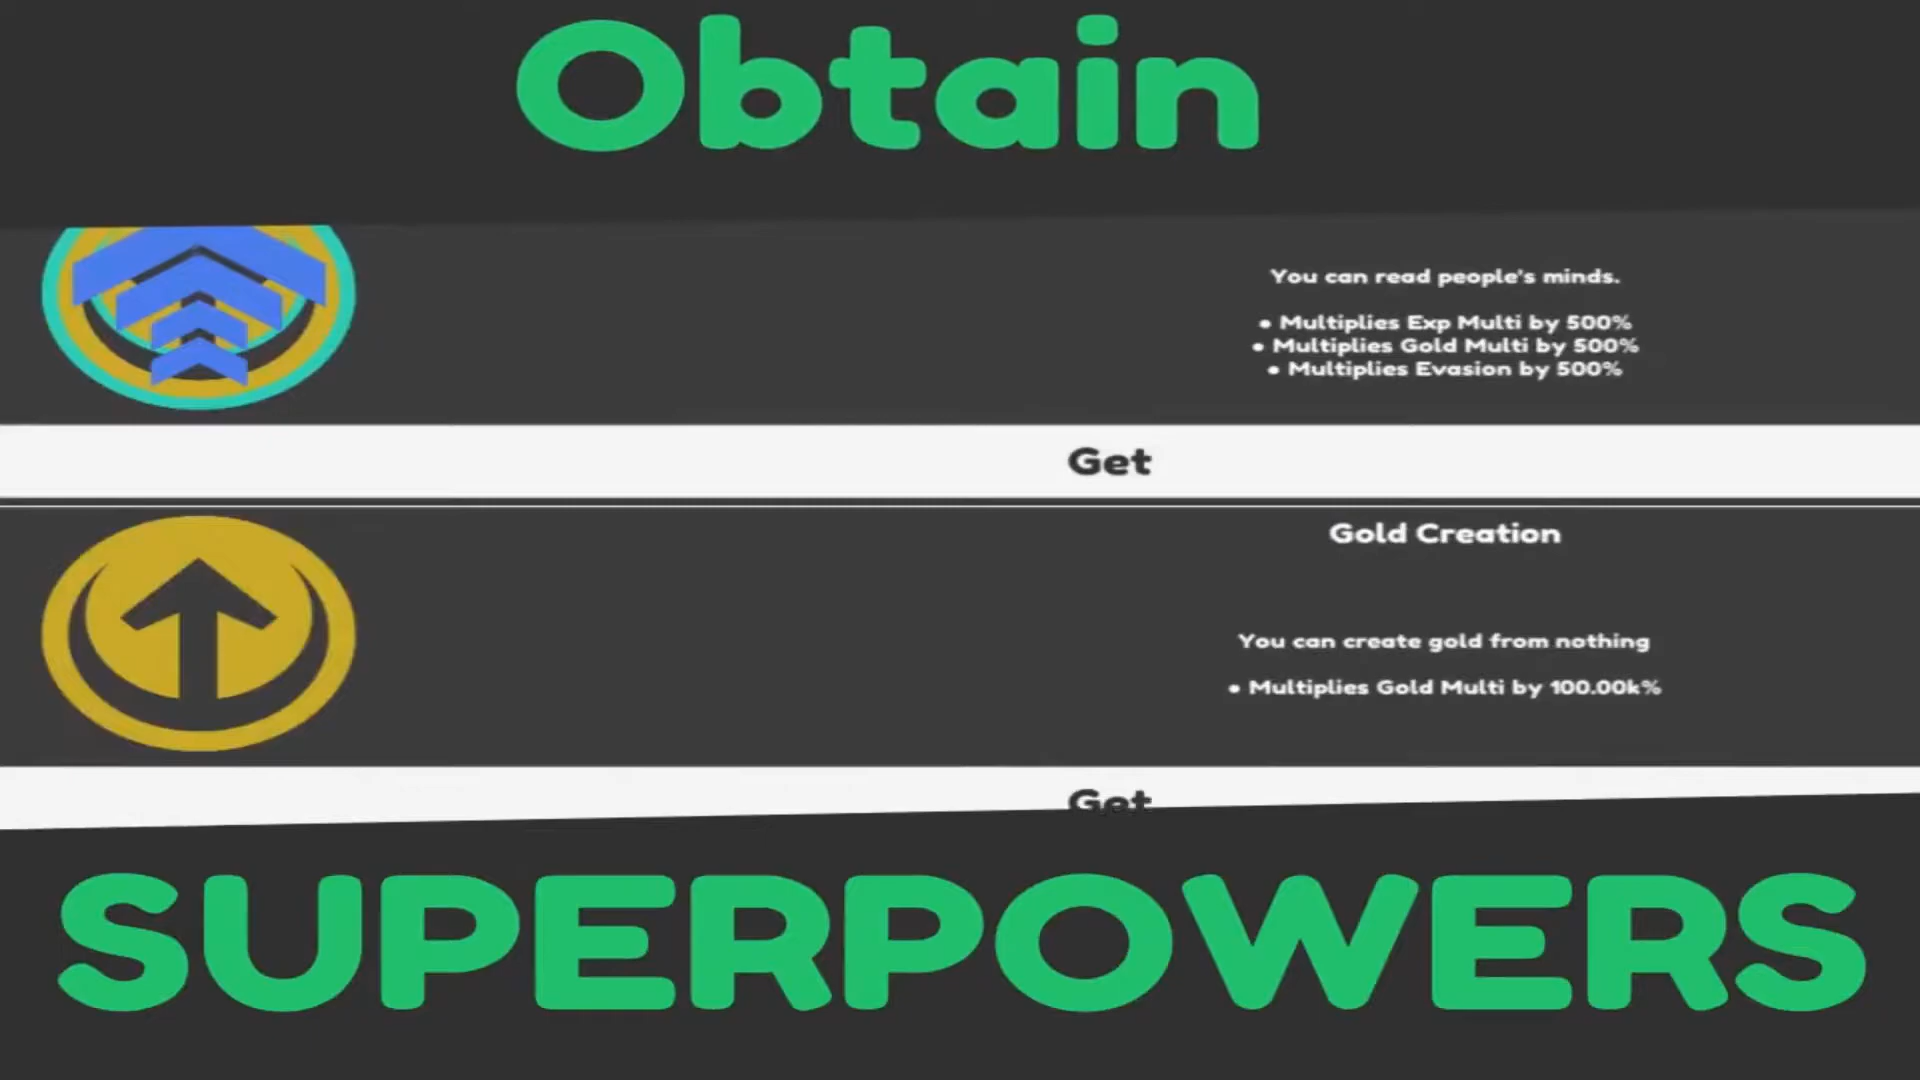 Obtain
You can read people's minds.
• Multiplies Exp Multi by 500%
• Multiplies Gold Multi by 500%
• Multiplies Evasion by 500%
Get
Gold Creation
You can create gold from nothing
• Multiplies Gold Multi by 100.00k%
Get
SUPERPOWERS